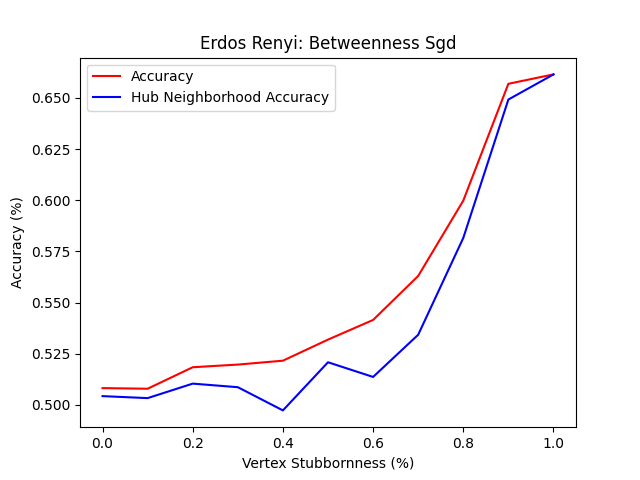 Erdos Renyi: Betweenness Sgd
Accuracy
Hub Neighborhood Accuracy
Accuracy (%)
0.650
0.625
0.600
0.575
0.550
0.525
0.500
0.0 0.2 0.4 0.6 0.8 1.0
Vertex Stubbornness (%)